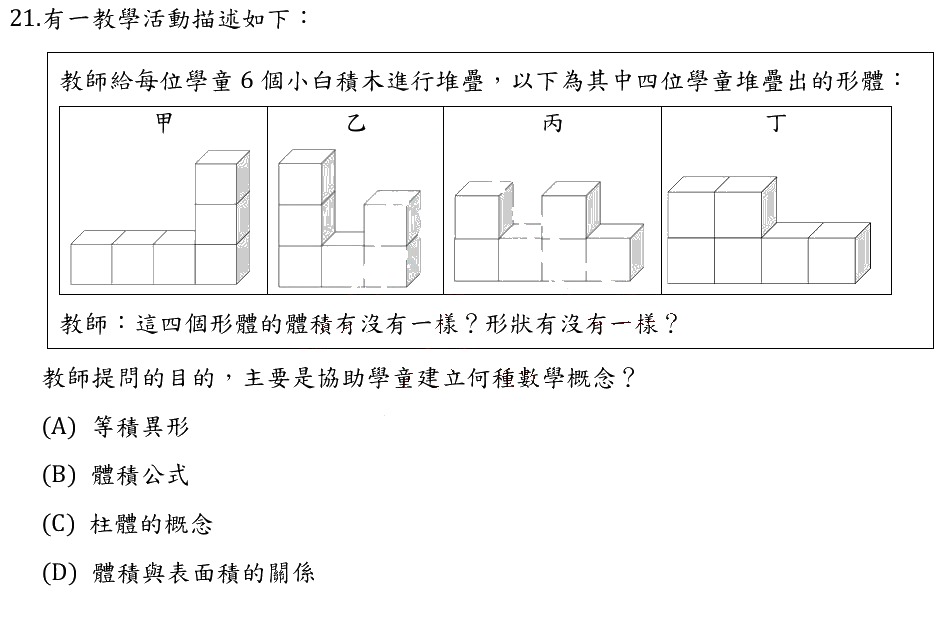 21.有一教學活動描述如下：
教師給每位學童 6 個小白積木進行堆疊，以下為其中四位學童堆疊出的形體：
甲 乙 丙 丁
教師：這四個形體的體積有沒有一樣？形狀有沒有一樣？
教師提問的目的，主要是協助學童建立何種數學概念？
(A) 等積異形
(B) 體積公式
(C) 柱體的概念
(D) 體積與表面積的關係